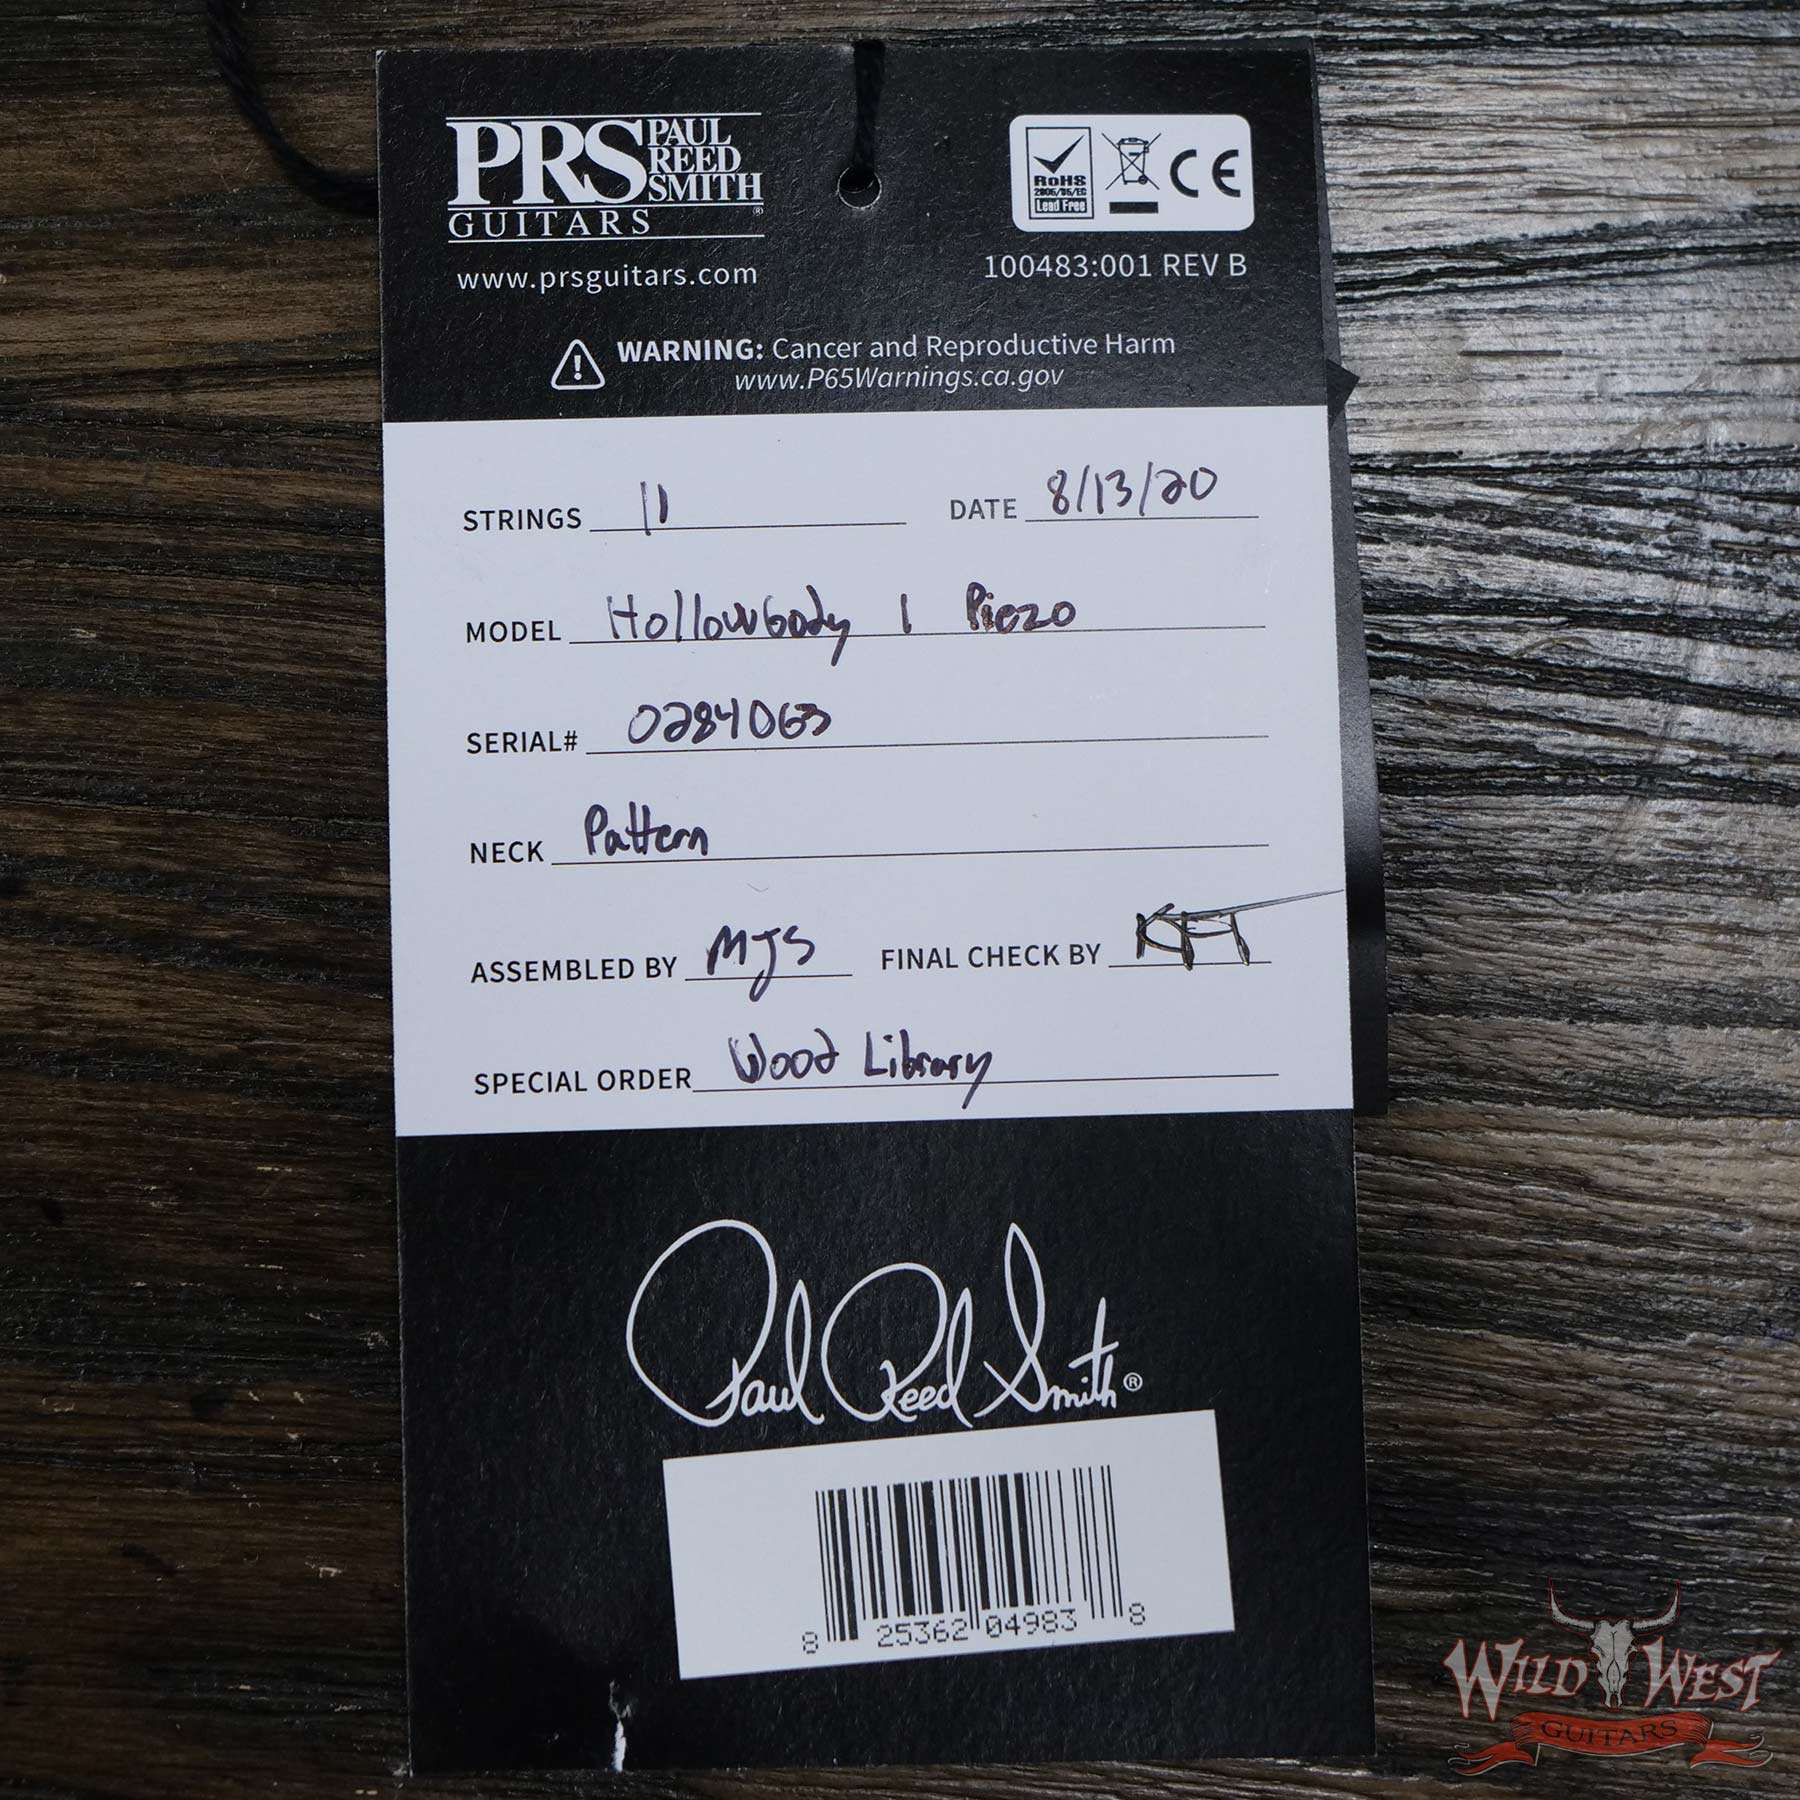 PRS PAUL REED SMITH GUITARS ®
www.prsguitars.com
RoHS
2005/95/EC
Lead Free
CE
100483:001 REV B
WARNING: Cancer and Reproductive Harm
www.P65Warnings.ca.gov
STRINGS 11 DATE 8/13/20
MODEL Hollowbody 1 Piezo
SERIAL# 0284063
NECK Pattern
ASSEMBLED BY MJS FINAL CHECK BY
SPECIAL ORDER Wood Library
Paul Reed Smith®
8 25362 04983 8
WILD WEST
GUITARS